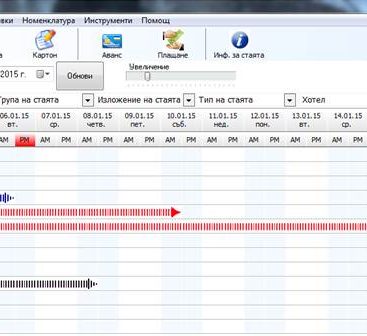 вки Номенклатура Инструменти Помощ
а Картон Аванс Плащане Инф. за стаята
2015 г. Обнови Увеличение
Група на стаята Изложение на стаята Тип на стаята Хотел
06.01.15 07.01.15 08.01.15 09.01.15 10.01.15 11.01.15 12.01.15 13.01.15 14.01.15
вт. ср. четв. пет. съб. нед. пон. вт. ср.
AM PM AM PM AM PM AM PM AM PM AM PM AM PM AM PM AM PM